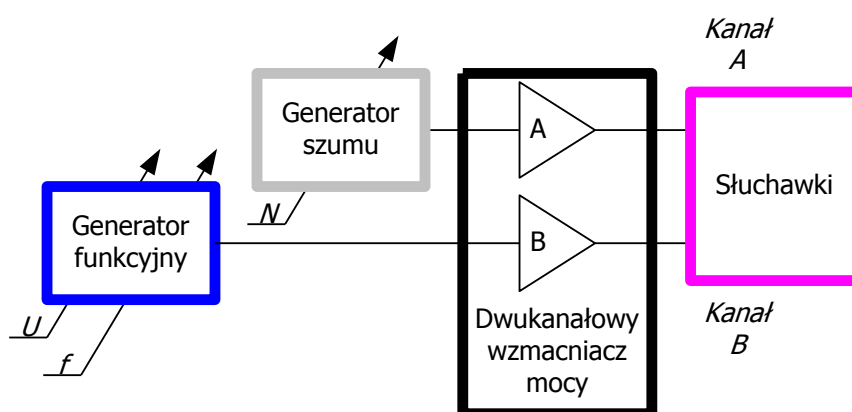 Kanał
A
Generator
szumu
A
Słuchawki
N
Generator
funkcyjny
B
U
f
Dwukanałowy
wzmacniacz
mocy
Kanał
B